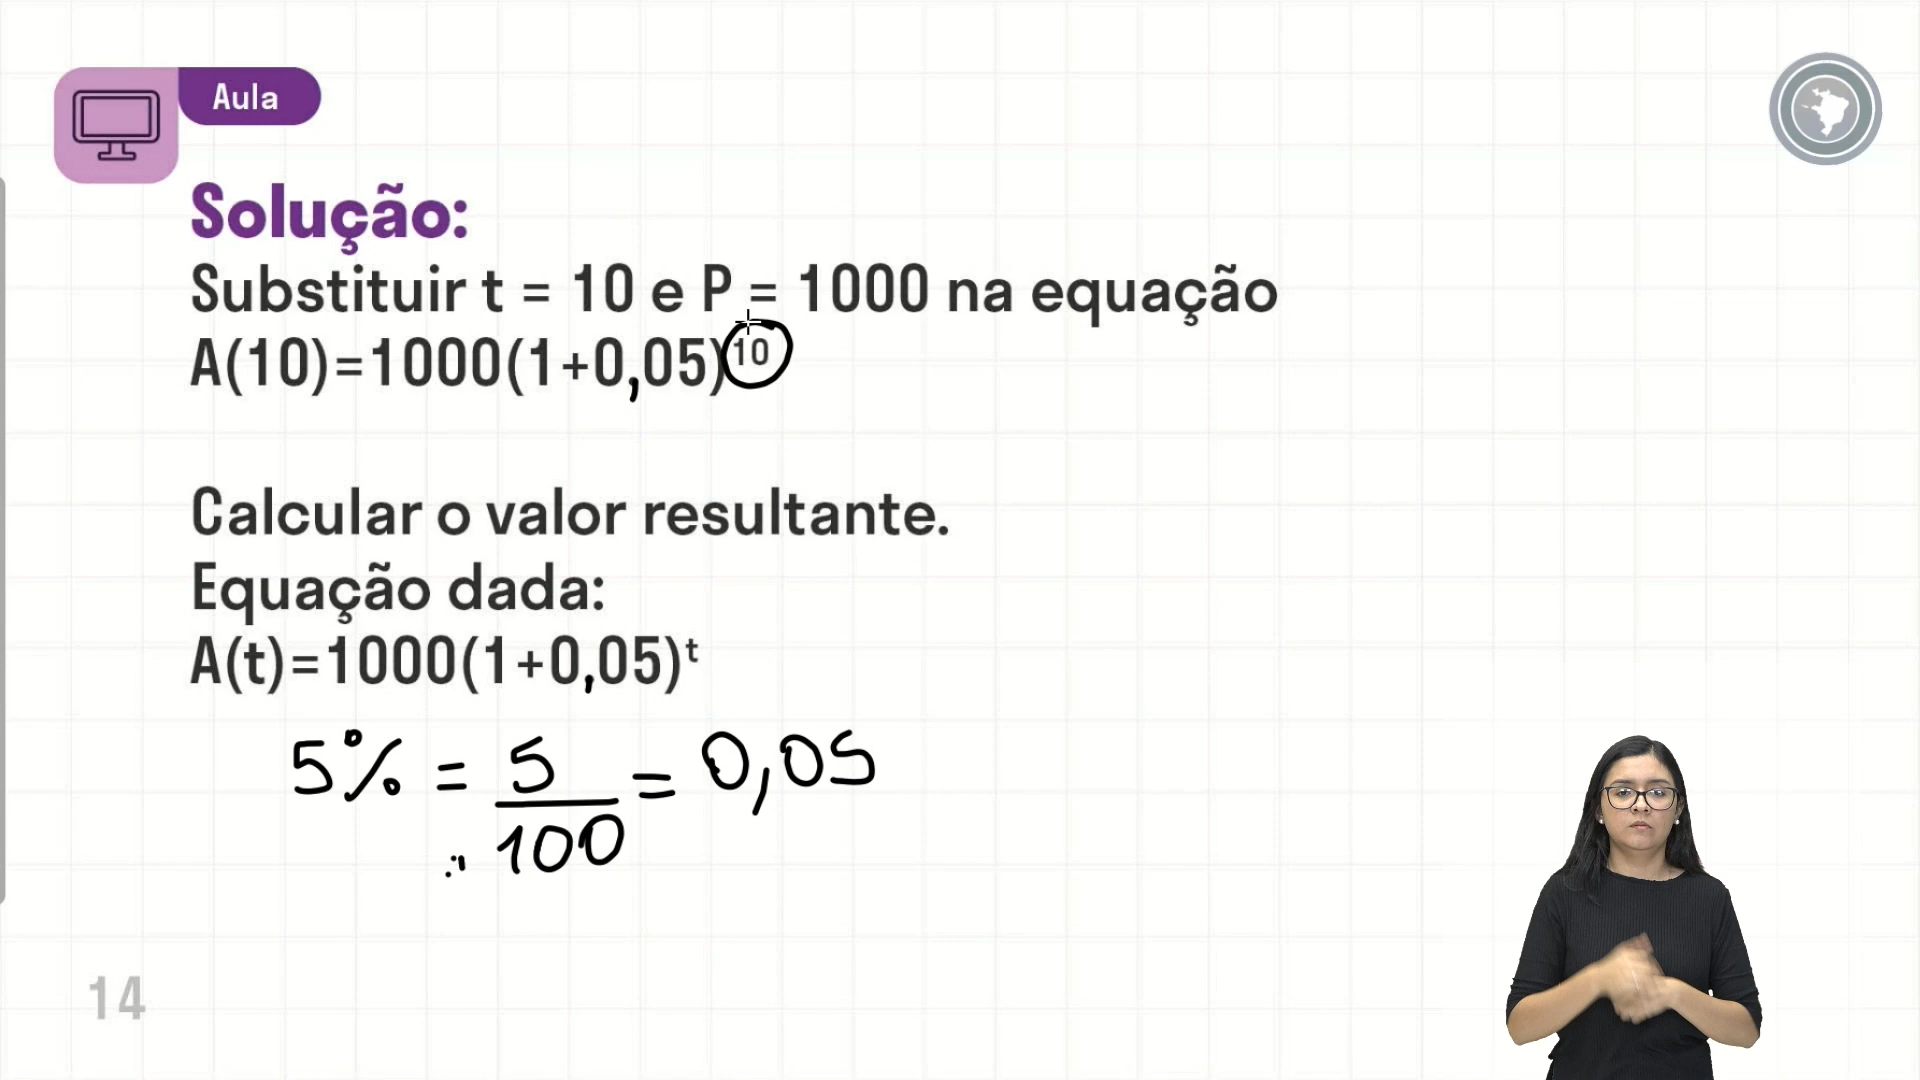 Aula
Solução:
Substituir t = 10 e P = 1000 na equação
A(10)=1000(1+0,05)¹⁰
Calcular o valor resultante.
Equação dada:
A(t)=1000(1+0,05)ᵗ
5% = 5/100 = 0,05
14